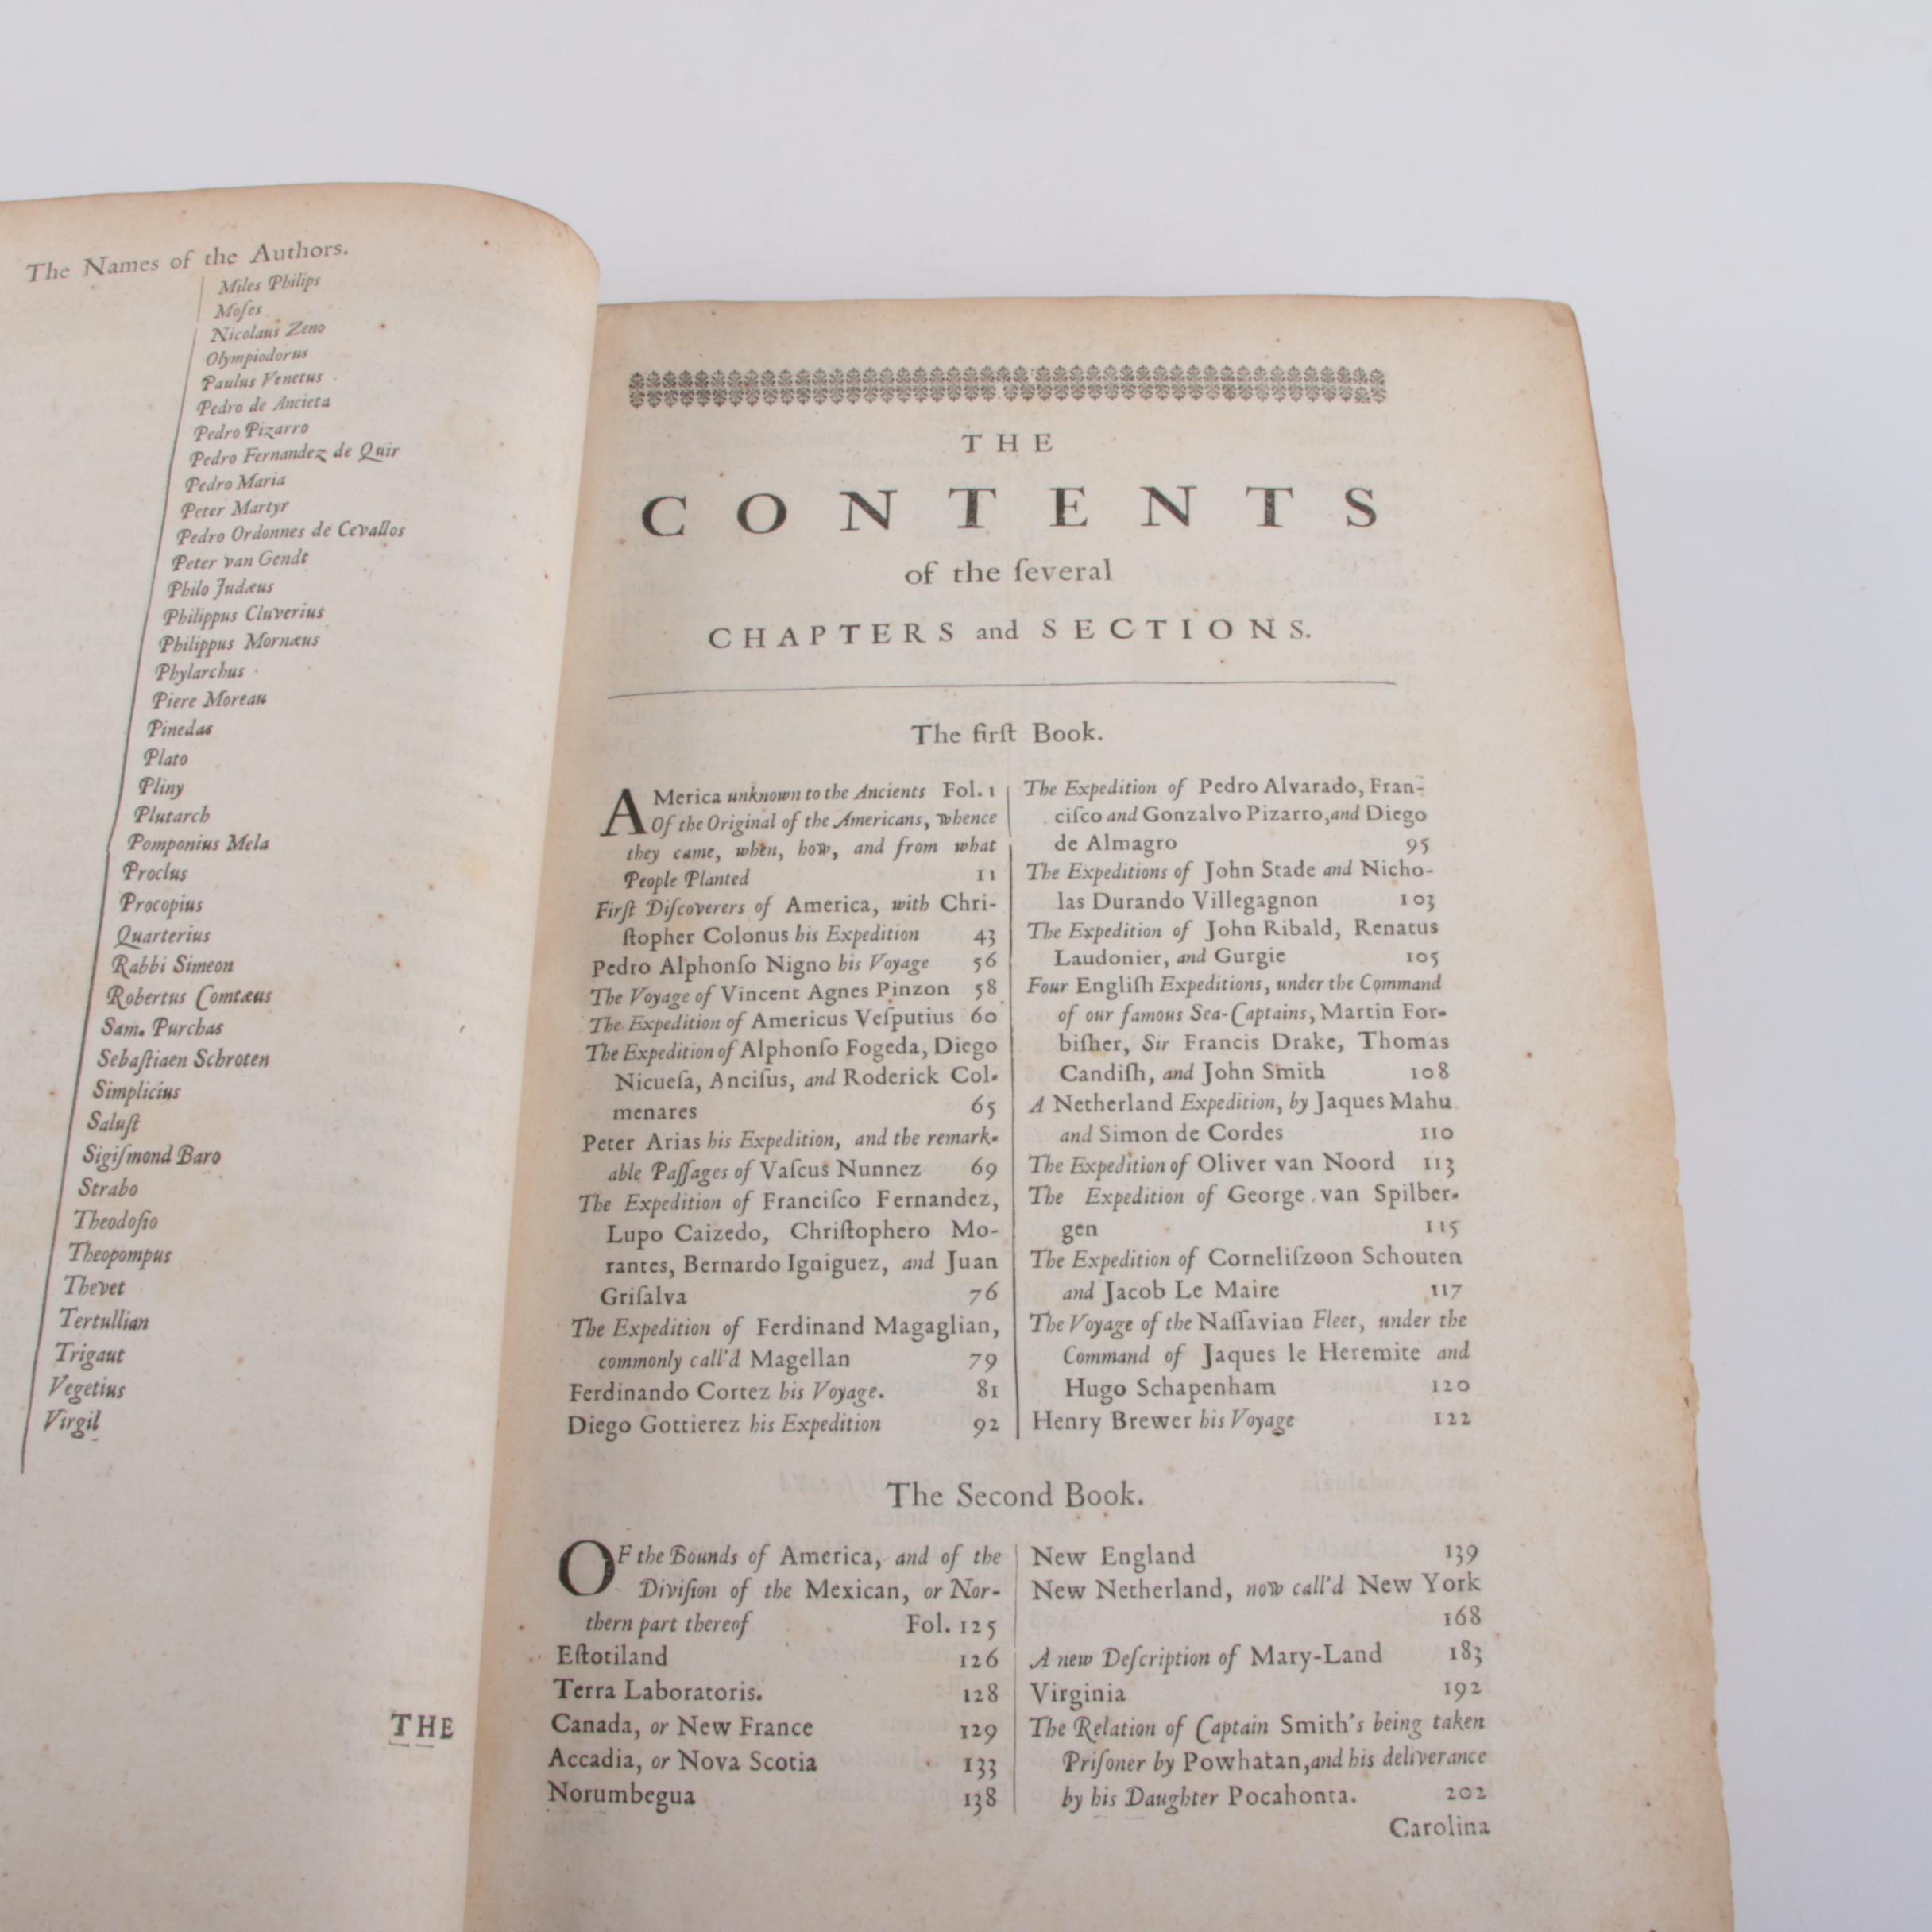 The Names of the Authors.
Miles Philips
Moſes
Nicolaus Zeno
Olympiodorus
Paulus Venetus
Pedro de Ancieta
Pedro Pizarro
Pedro Fernandez de Quir
Pedro Maria
Peter Martyr
Pedro Ordonnes de Cevallos
Peter van Gendt
Philo Judæus
Philippus Cluverius
Philippus Mornæus
Phylarchus
Piere Moreau
Pinedas
Plato
Pliny
Plutarch
Pomponius Mela
Proclus
Procopius
Quarterius
Rabbi Simeon
Robertus Comtæus
Sam. Purchas
Sebaſtiaen Schroten
Simplicius
Saluſt
Sigiſmond Baro
Strabo
Theodoſio
Theopompus
Thevet
Tertullian
Trigaut
Vegetius
Virgil
THE
THE
CONTENTS
of the ſeveral
CHAPTERS and SECTIONS.
The firſt Book.
AMerica unknown to the Ancients Fol. 1
Of the Original of the Americans, whence
they came, when, how, and from what
People Planted 11
Firſt Diſcoverers of America, with Chri-
ſtopher Colonus his Expedition 43
Pedro Alphonſo Nigno his Voyage 56
The Voyage of Vincent Agnes Pinzon 58
The Expedition of Americus Veſputius 60
The Expedition of Alphonſo Fogeda, Diego
Nicueſa, Anciſus, and Roderick Col-
menares 65
Peter Arias his Expedition, and the remark-
able Paſſages of Vaſcus Nunnez 69
The Expedition of Franciſco Fernandez,
Lupo Caizedo, Chriſtophero Mo-
rantes, Bernardo Igniguez, and Juan
Griſalva 76
The Expedition of Ferdinand Magaglian,
commonly call'd Magellan 79
Ferdinando Cortez his Voyage. 81
Diego Gottierez his Expedition 92
The Expedition of Pedro Alvarado, Fran-
ciſco and Gonzalvo Pizarro, and Diego
de Almagro 95
The Expeditions of John Stade and Nicho-
las Durando Villegagnon 103
The Expedition of John Ribald, Renatus
Laudonier, and Gurgie 105
Four Engliſh Expeditions, under the Command
of our famous Sea-Captains, Martin For-
biſher, Sir Francis Drake, Thomas
Candiſh, and John Smith 108
A Netherland Expedition, by Jaques Mahu
and Simon de Cordes 110
The Expedition of Oliver van Noord 113
The Expedition of George van Spilber-
gen 115
The Expedition of Corneliſzoon Schouten
and Jacob Le Maire 117
The Voyage of the Naſſavian Fleet, under the
Command of Jaques le Heremite and
Hugo Schapenham 120
Henry Brewer his Voyage 122
The Second Book.
OF the Bounds of America, and of the
Diviſion of the Mexican, or Nor-
thern part thereof Fol. 125
Eſtotiland 126
Terra Laboratoris. 128
Canada, or New France 129
Accadia, or Nova Scotia 133
Norumbegua 138
New England 139
New Netherland, now call'd New York
168
A new Deſcription of Mary-Land 183
Virginia 192
The Relation of Captain Smith's being taken
Priſoner by Powhatan, and his deliverance
by his Daughter Pocahonta. 202
Carolina